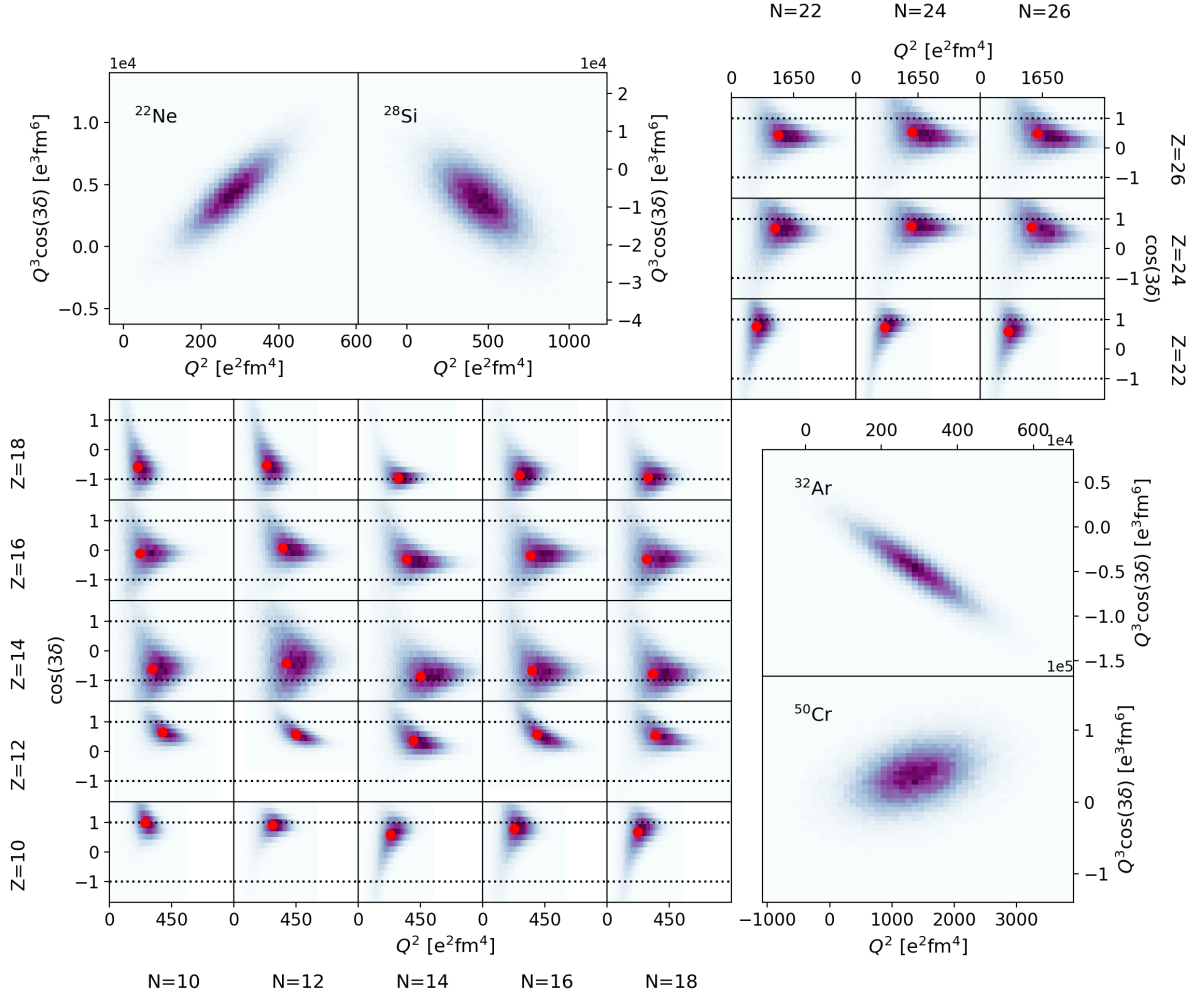 N=22 N=24 N=26
Q² [e²fm⁴]
0 1650 0 1650 0 1650
1e4 1e4
²²Ne
²⁸Si
1.0
0.5
0.0
−0.5
Q³cos(3δ) [e³fm⁶]
2
1
0
−1
−2
−3
−4
Q³cos(3δ) [e³fm⁶]
0 200 400 600
0 500 1000
Q² [e²fm⁴] Q² [e²fm⁴]
1
0
−1
Z=26
1
0
−1
Z=24
cos(3δ)
1
0
−1
Z=22
Z=18
1
0
−1
Z=16
1
0
−1
Z=14
1
0
−1
cos(3δ)
Z=12
1
0
−1
Z=10
1
0
−1
0 450 0 450 0 450 0 450 0 450
Q² [e²fm⁴]
N=10 N=12 N=14 N=16 N=18
0 200 400 600
1e4
³²Ar
0.5
0.0
−0.5
−1.0
−1.5
Q³cos(3δ) [e³fm⁶]
1e5
⁵⁰Cr
1
0
−1
Q³cos(3δ) [e³fm⁶]
−1000 0 1000 2000 3000
Q² [e²fm⁴]